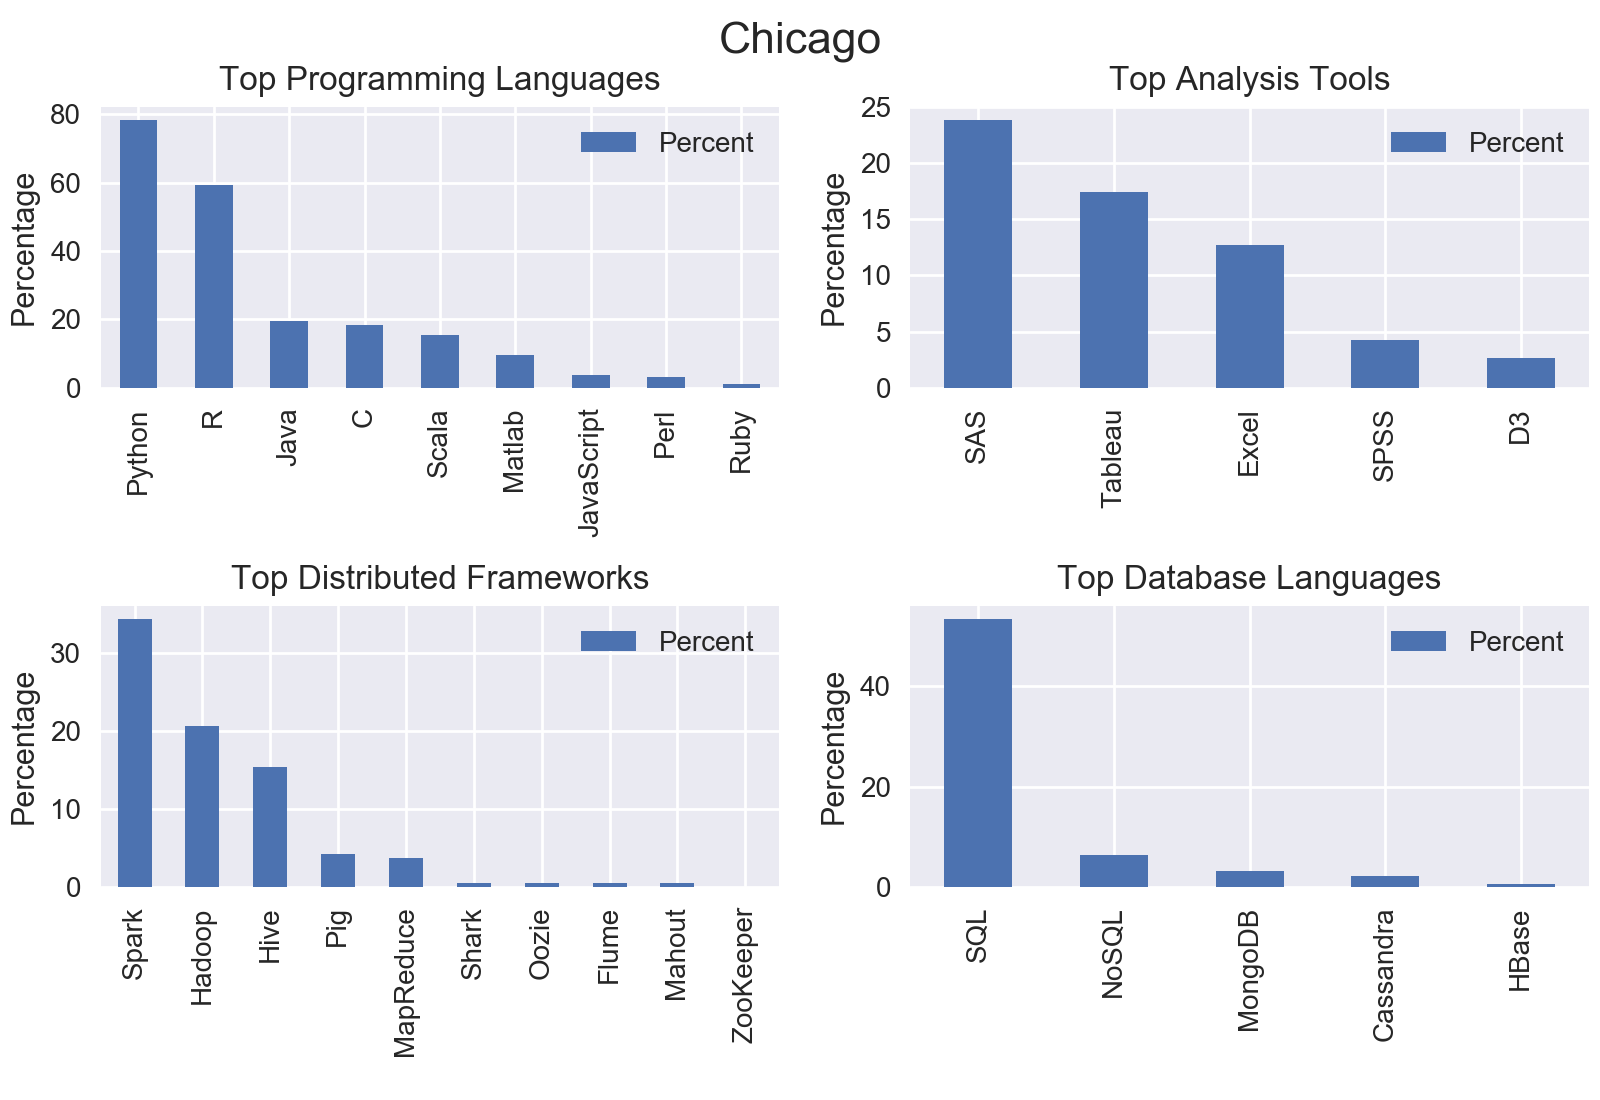 Chicago
Top Programming Languages
Percentage
80
60
40
20
0
Percent
Python
R
Java
C
Scala
Matlab
JavaScript
Perl
Ruby
Top Analysis Tools
Percentage
25
20
15
10
5
0
Percent
SAS
Tableau
Excel
SPSS
D3
Top Distributed Frameworks
Percentage
30
20
10
0
Percent
Spark
Hadoop
Hive
Pig
MapReduce
Shark
Oozie
Flume
Mahout
ZooKeeper
Top Database Languages
Percentage
40
20
0
Percent
SQL
NoSQL
MongoDB
Cassandra
HBase